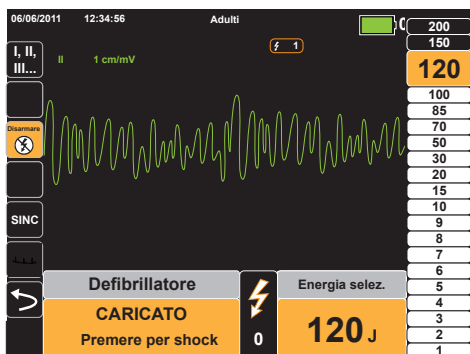 06/06/2011 12:34:56 Adulti
I, II,
III...
II 1 cm/mV
1
Disarmare
SINC
200
150
120
100
85
70
50
30
20
15
10
9
8
7
6
5
4
3
2
1
Defibrillatore
CARICATO
Premere per shock
0
Energia selez.
120 J